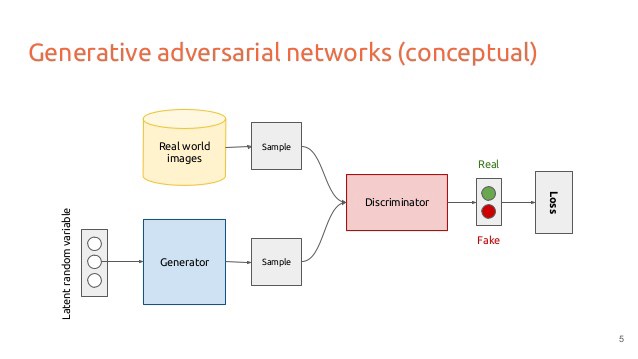 Generative adversarial networks (conceptual)
Real world
images
Sample
Real
Discriminator
Loss
Fake
Latent random variable
Generator
Sample
5